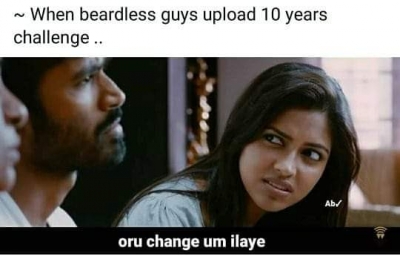 ~ When beardless guys upload 10 years
challenge ..
Ab✓
oru change um ilaye